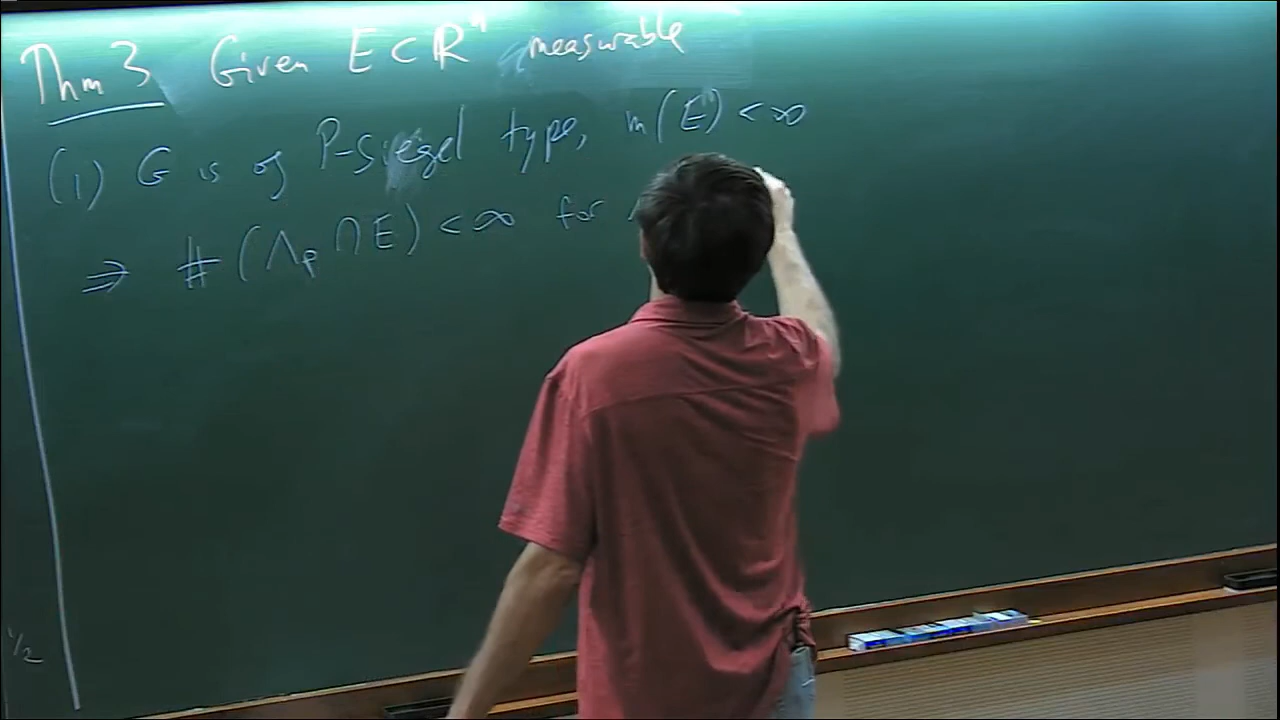 Thm 3 Given E ⊂ ℝⁿ measurable
(1) G is of P-Siegel type, m(E) < ∞
⇒ #(Λ_P ∩ E) < ∞ for
1/2